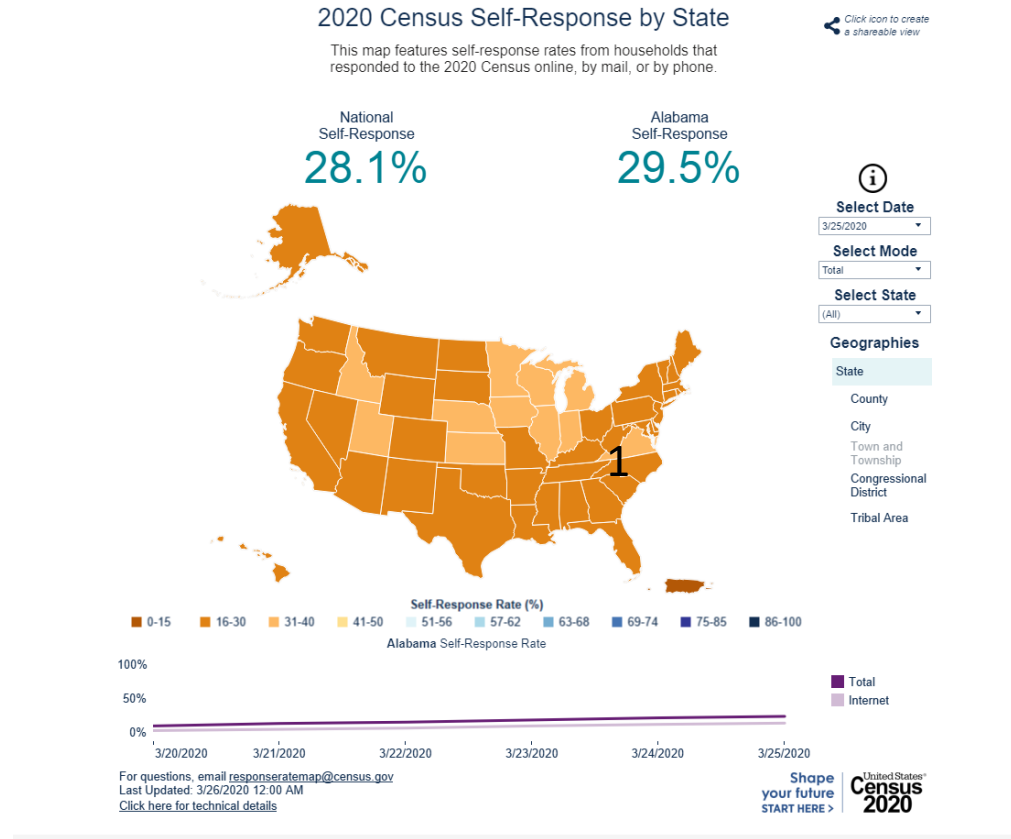 2020 Census Self-Response by State
Click icon to create
a shareable view
This map features self-response rates from households that
responded to the 2020 Census online, by mail, or by phone.
National
Self-Response
28.1%
Alabama
Self-Response
29.5%
i
Select Date
3/25/2020
Select Mode
Total
Select State
(All)
Geographies
State
County
City
Town and
Township
Congressional
District
Tribal Area
1
Self-Response Rate (%)
0-15 16-30 31-40 41-50 51-56 57-62 63-68 69-74 75-85 86-100
Alabama Self-Response Rate
100%
50%
0%
3/20/2020 3/21/2020 3/22/2020 3/23/2020 3/24/2020 3/25/2020
Total
Internet
For questions, email responseratemap@census.gov
Last Updated: 3/26/2020 12:00 AM
Click here for technical details
Shape
your future
START HERE >
United States®
Census
2020